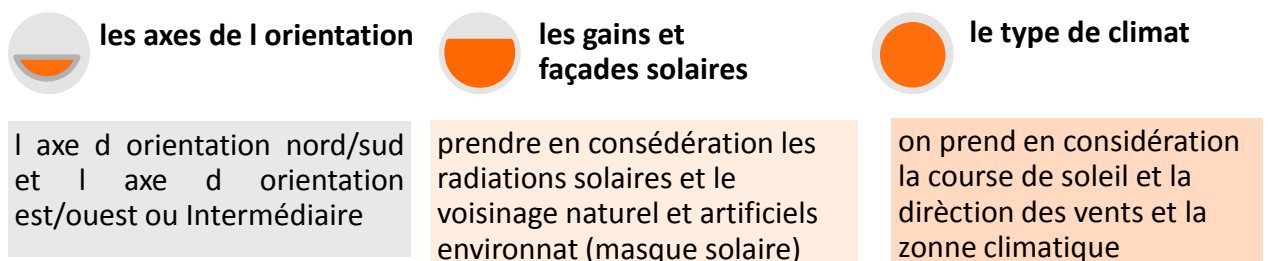 les axes de l orientation
l axe d orientation nord/sud
et l axe d orientation
est/ouest ou Intermédiaire
les gains et
façades solaires
prendre en consédération les
radiations solaires et le
voisinage naturel et artificiels
environnat (masque solaire)
le type de climat
on prend en considération
la course de soleil et la
dirèction des vents et la
zonne climatique